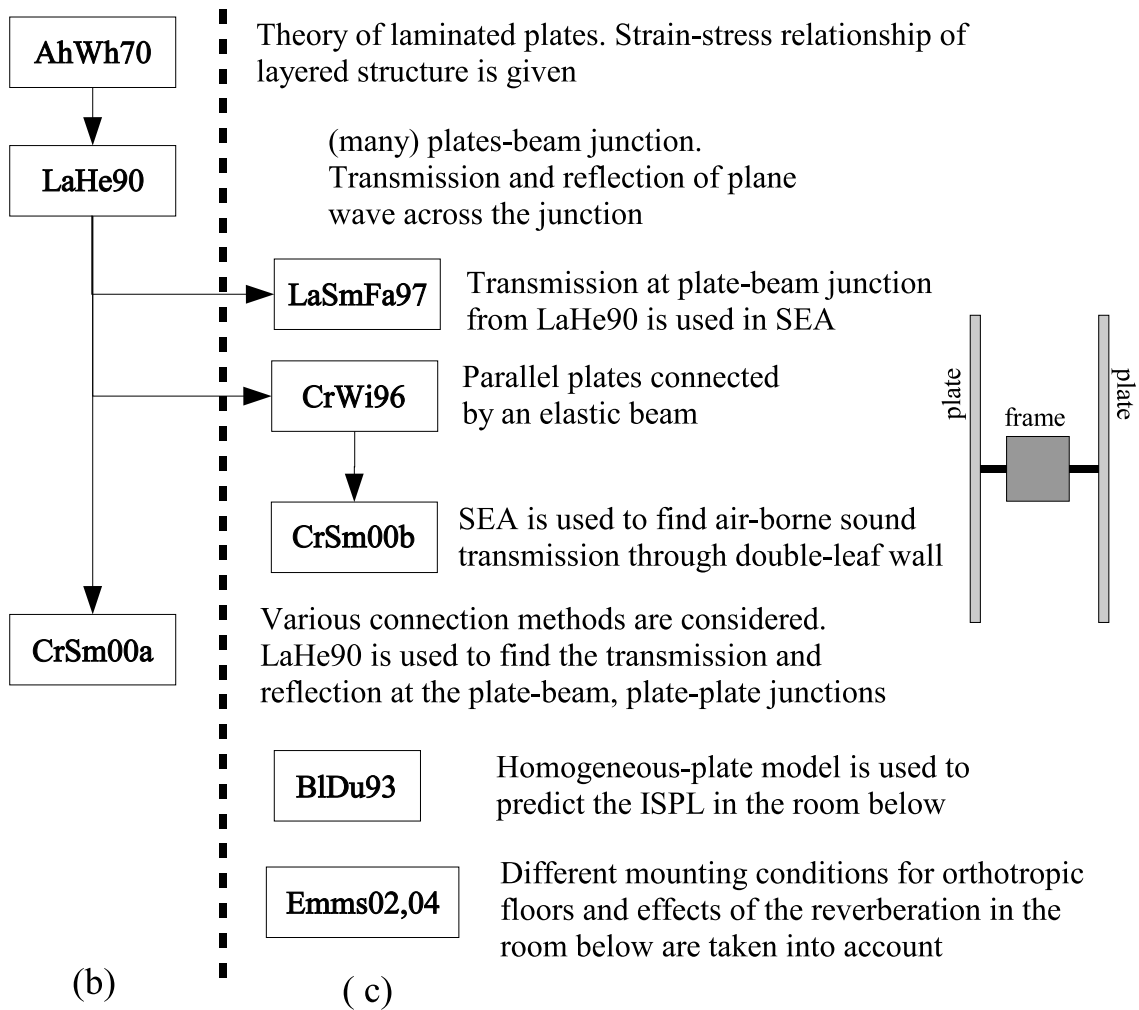 AhWh70
Theory of laminated plates. Strain-stress relationship of
layered structure is given
LaHe90
(many) plates-beam junction.
Transmission and reflection of plane
wave across the junction
LaSmFa97
Transmission at plate-beam junction
from LaHe90 is used in SEA
CrWi96
Parallel plates connected
by an elastic beam
plate
frame
plate
CrSm00b
SEA is used to find air-borne sound
transmission through double-leaf wall
CrSm00a
Various connection methods are considered.
LaHe90 is used to find the transmission and
reflection at the plate-beam, plate-plate junctions
BlDu93
Homogeneous-plate model is used to
predict the ISPL in the room below
Emms02,04
Different mounting conditions for orthotropic
floors and effects of the reverberation in the
room below are taken into account
(b)
( c)